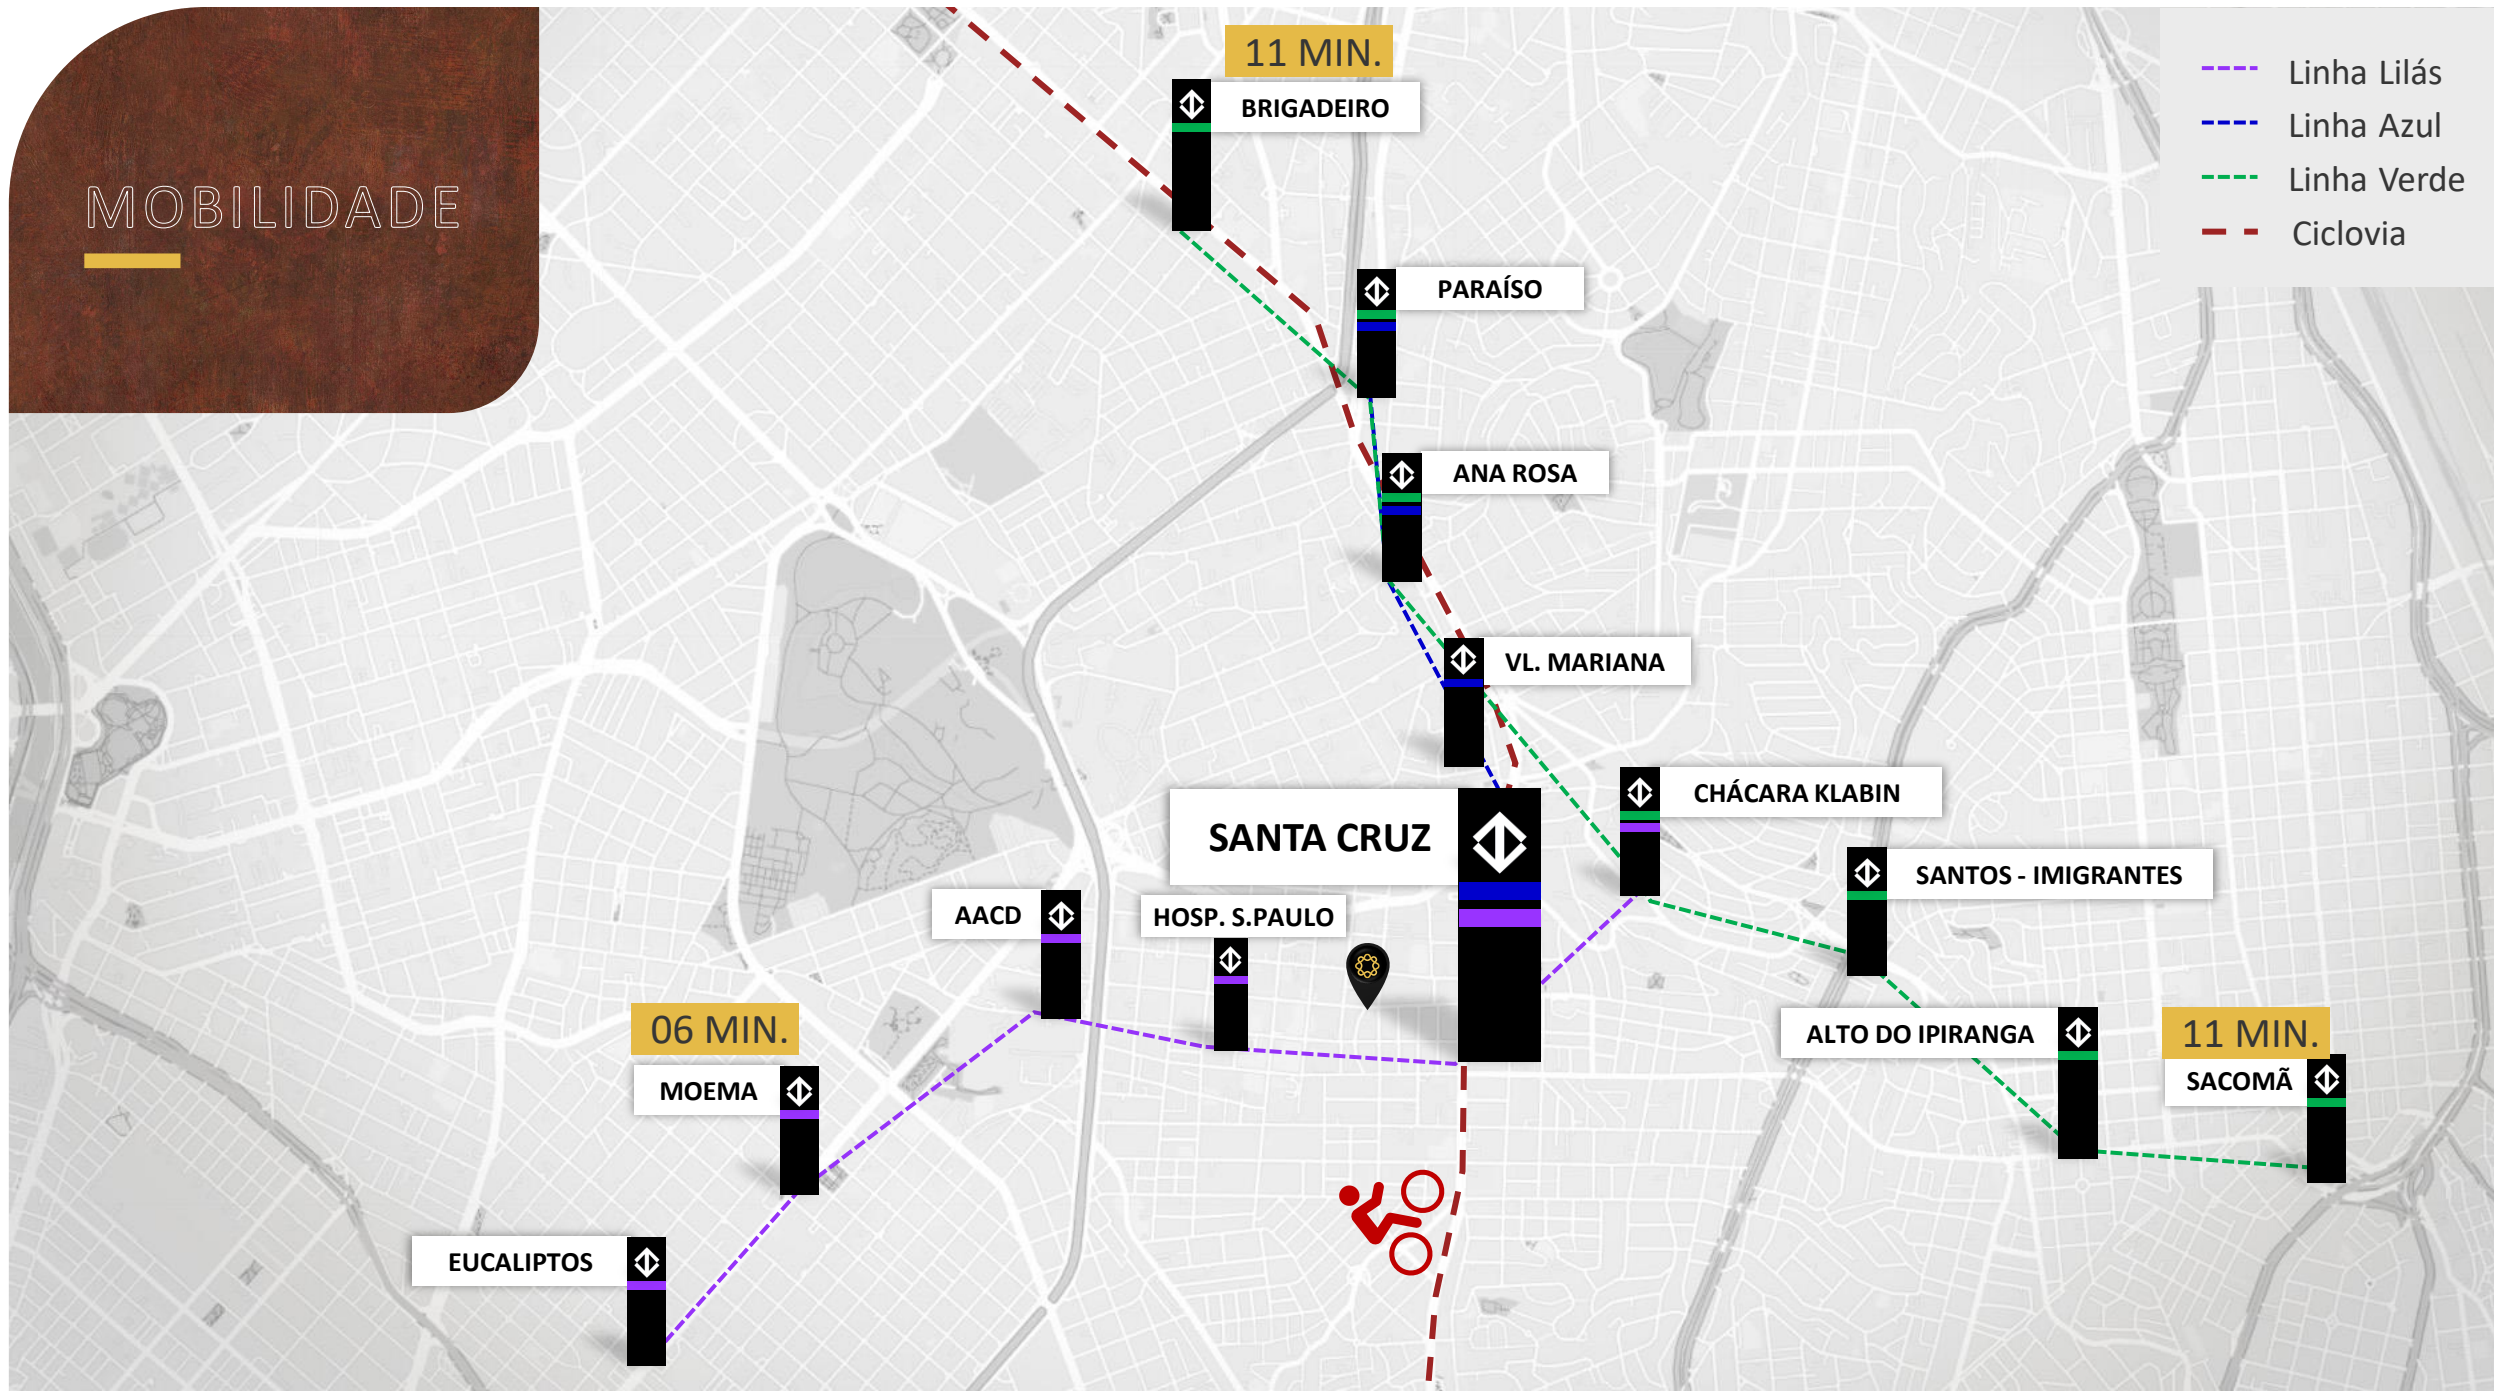 MOBILIDADE
11 MIN.
BRIGADEIRO
Linha Lilás
Linha Azul
Linha Verde
Ciclovia
PARAÍSO
ANA ROSA
VL. MARIANA
CHÁCARA KLABIN
SANTA CRUZ
SANTOS - IMIGRANTES
AACD
HOSP. S.PAULO
06 MIN.
MOEMA
ALTO DO IPIRANGA
11 MIN.
SACOMÃ
EUCALIPTOS